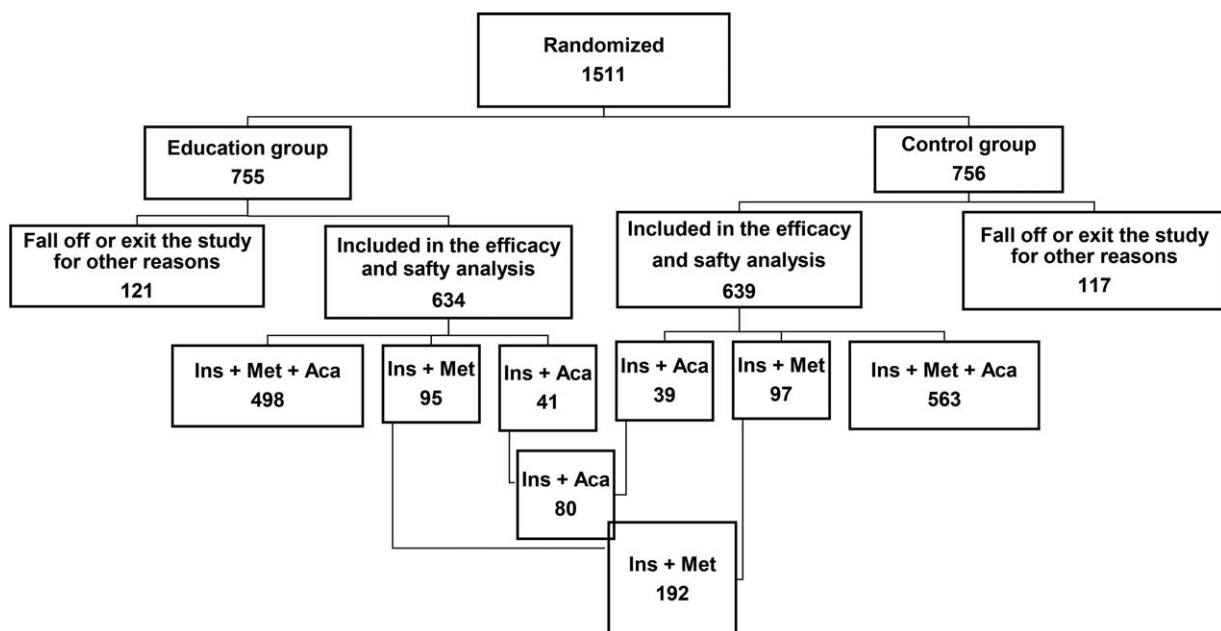 Randomized
1511
Education group
755
Control group
756
Fall off or exit the study
for other reasons
121
Included in the efficacy
and safty analysis
634
Included in the efficacy
and safty analysis
639
Fall off or exit the study
for other reasons
117
Ins + Met + Aca
498
Ins + Met
95
Ins + Aca
41
Ins + Aca
39
Ins + Met
97
Ins + Met + Aca
563
Ins + Aca
80
Ins + Met
192